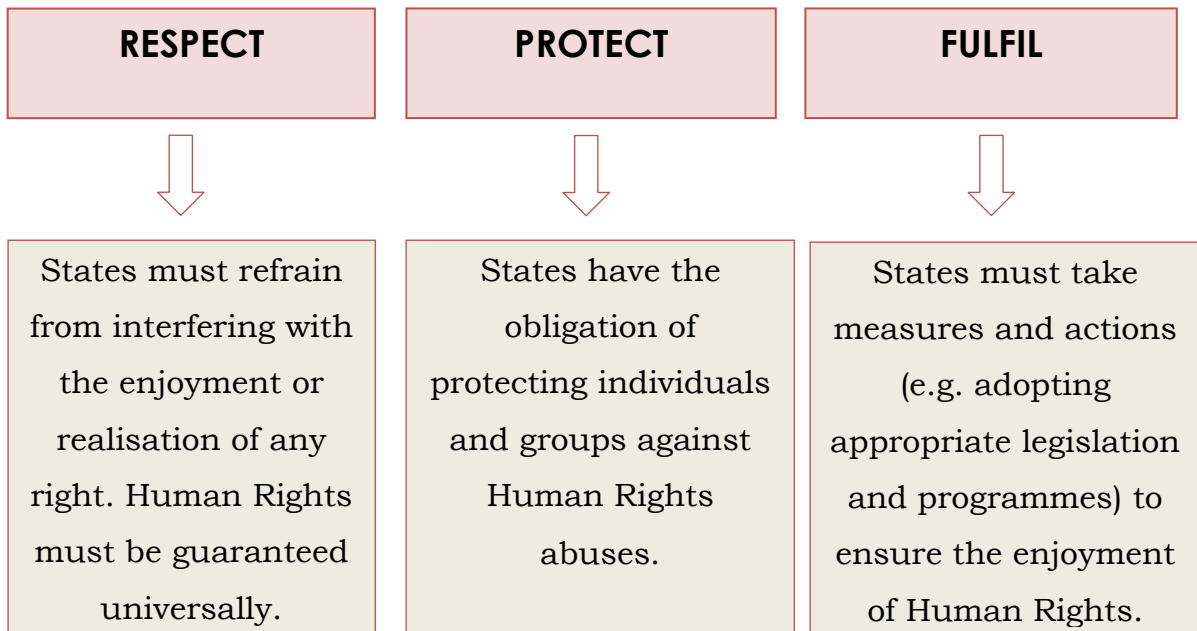 RESPECT
States must refrain
from interfering with
the enjoyment or
realisation of any
right. Human Rights
must be guaranteed
universally.
PROTECT
States have the
obligation of
protecting individuals
and groups against
Human Rights
abuses.
FULFIL
States must take
measures and actions
(e.g. adopting
appropriate legislation
and programmes) to
ensure the enjoyment
of Human Rights.